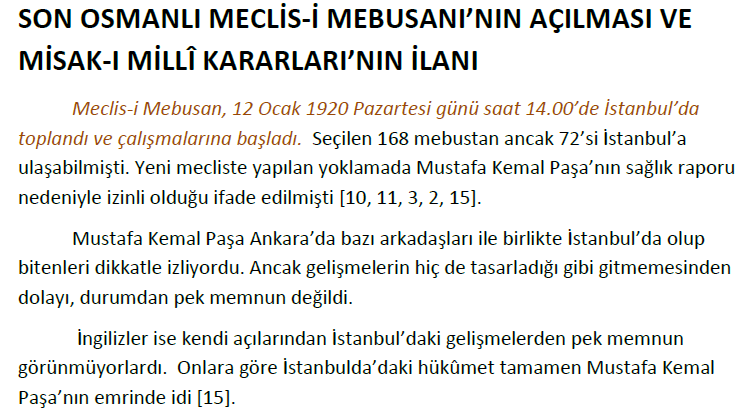 SON OSMANLI MECLİS-İ MEBUSANI’NIN AÇILMASI VE
MİSAK-I MİLLÎ KARARLARI’NIN İLANI
Meclis-i Mebusan, 12 Ocak 1920 Pazartesi günü saat 14.00’de İstanbul’da
toplandı ve çalışmalarına başladı. Seçilen 168 mebustan ancak 72’si İstanbul’a
ulaşabilmişti. Yeni mecliste yapılan yoklamada Mustafa Kemal Paşa’nın sağlık raporu
nedeniyle izinli olduğu ifade edilmişti [10, 11, 3, 2, 15].
Mustafa Kemal Paşa Ankara’da bazı arkadaşları ile birlikte İstanbul’da olup
bitenleri dikkatle izliyordu. Ancak gelişmelerin hiç de tasarladığı gibi gitmemesinden
dolayı, durumdan pek memnun değildi.
İngilizler ise kendi açılarından İstanbul’daki gelişmelerden pek memnun
görünmüyorlardı. Onlara göre İstanbulda’daki hükûmet tamamen Mustafa Kemal
Paşa’nın emrinde idi [15].